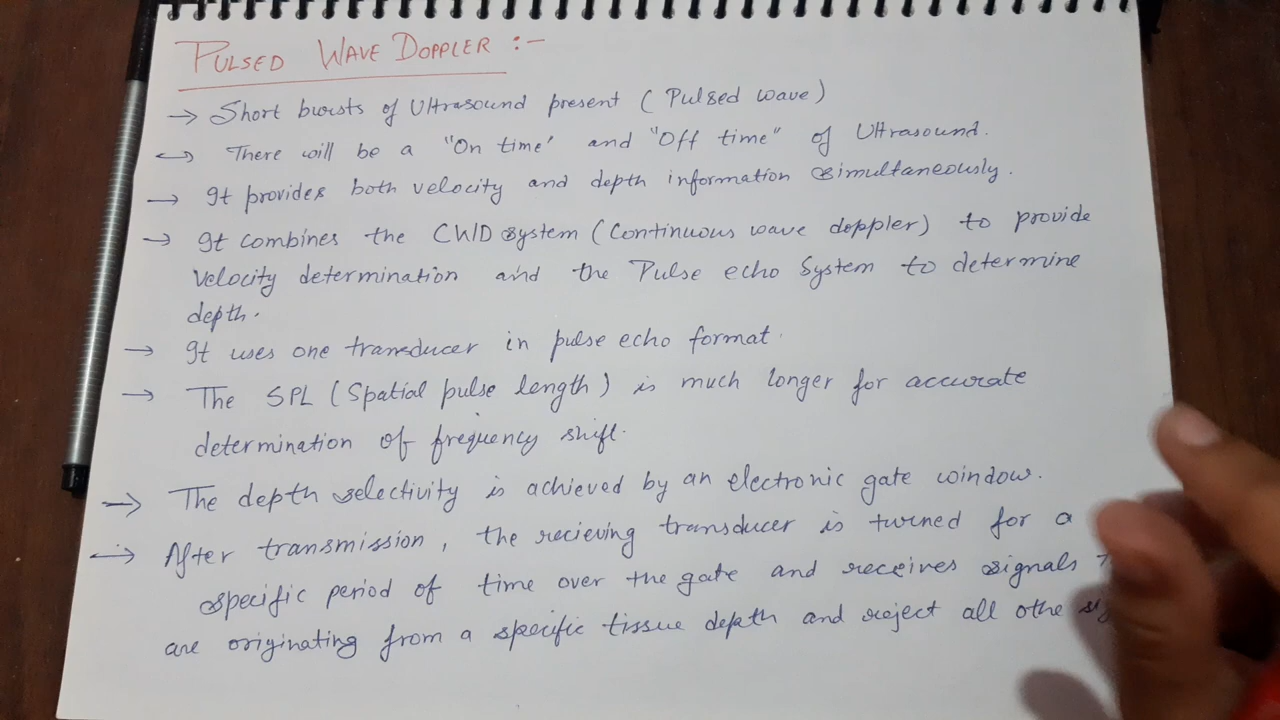 PULSED WAVE DOPPLER :-
→ Short bursts of Ultrasound present (Pulsed wave)
→ There will be a "On time' and "Off time" of Ultrasound.
→ It provides both velocity and depth information simultaneously.
→ It combines the CWD system (Continuous wave doppler) to provide
velocity determination and the Pulse echo System to determine
depth.
→ It uses one transducer in pulse echo format.
→ The SPL (Spatial pulse length) is much longer for accurate
determination of frequency shift.
→ The depth selectivity is achieved by an electronic gate window.
→ After transmission, the recieving transducer is turned for a
specific period of time over the gate and receives signals
are originating from a specific tissue depth and reject all othe